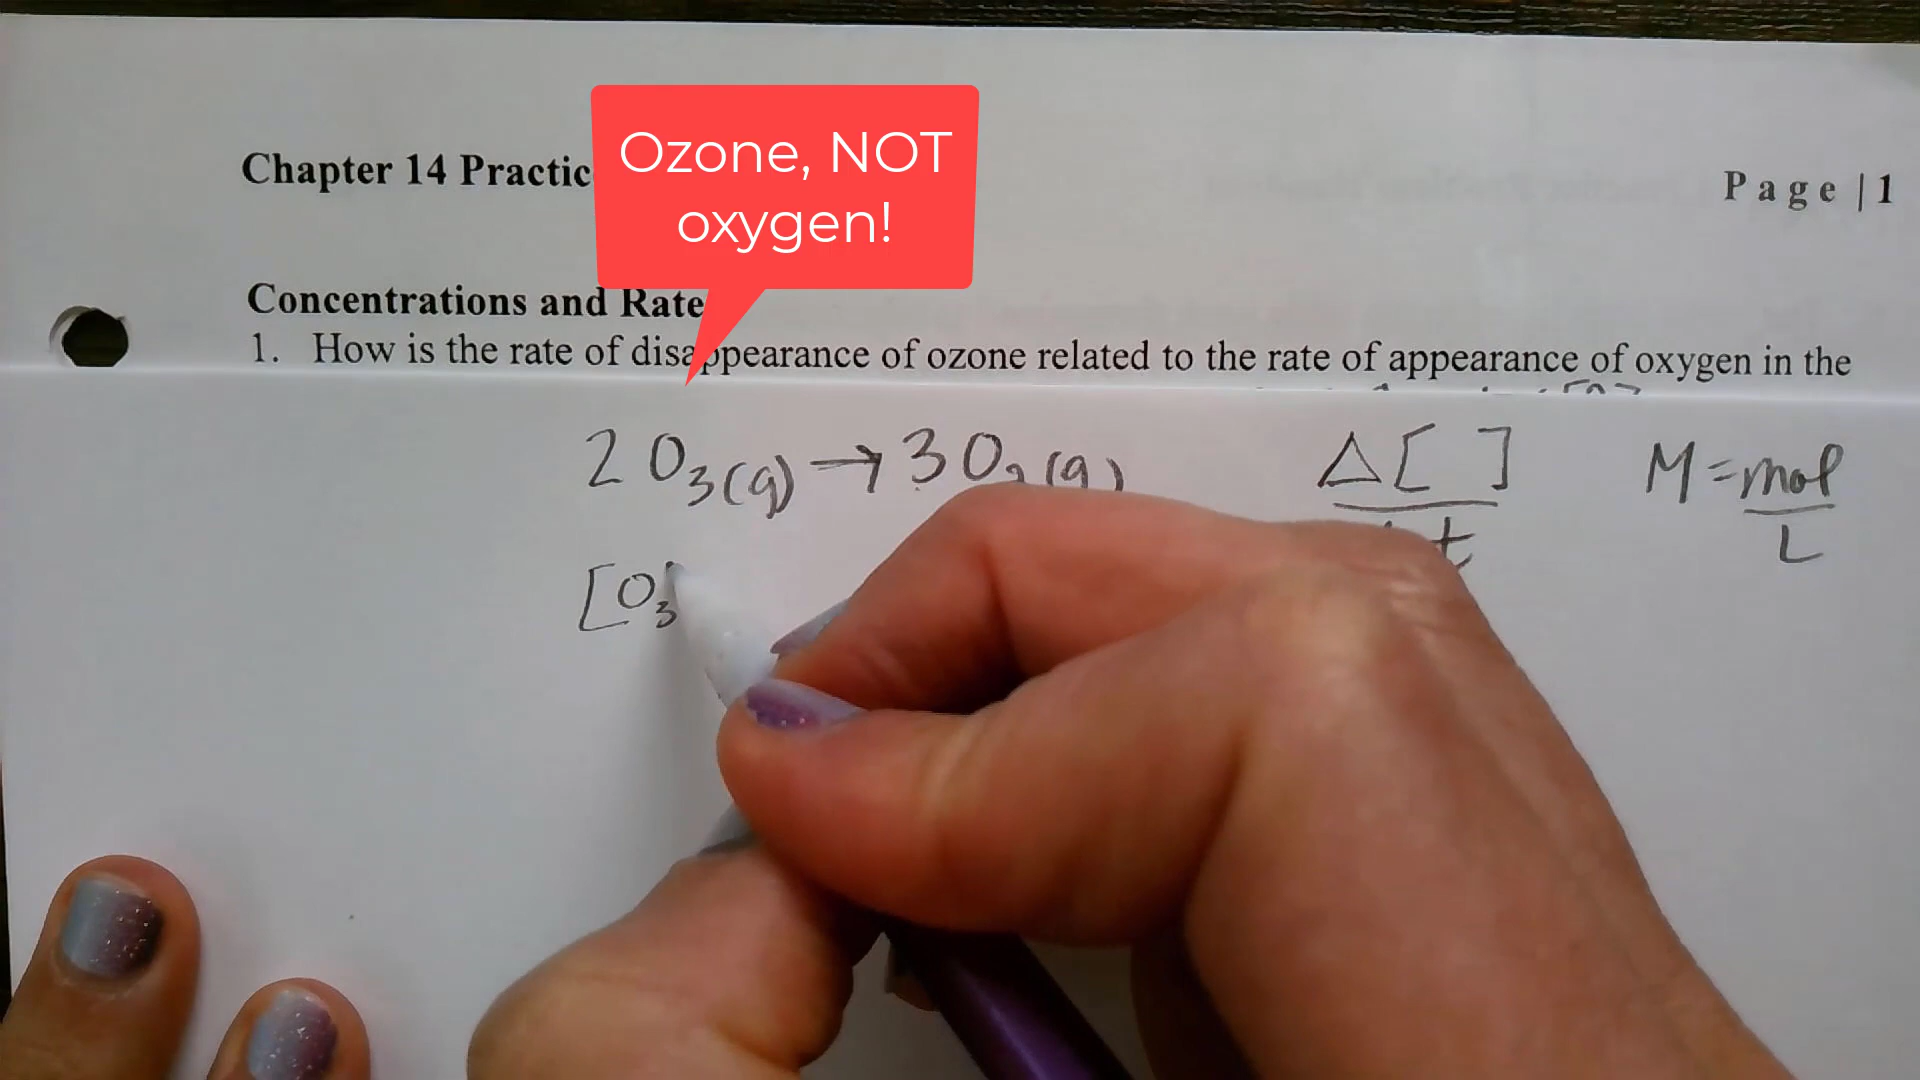 Ozone, NOT
oxygen!
Chapter 14 Practic
Page | 1
Concentrations and Rate
1. How is the rate of disappearance of ozone related to the rate of appearance of oxygen in the
2 O3(g) → 3 O2(g)
Δ[ ]
t
M = mol
L
[O3